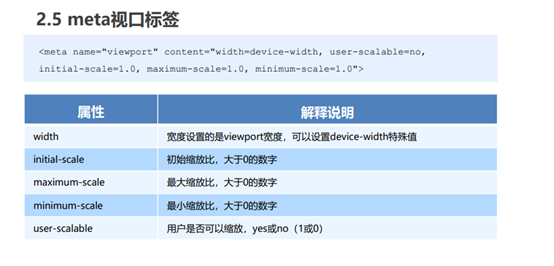 2.5 meta视口标签
<meta name="viewport" content="width=device-width, user-scalable=no,
initial-scale=1.0, maximum-scale=1.0, minimum-scale=1.0">
属性 解释说明
width 宽度设置的是viewport宽度，可以设置device-width特殊值
initial-scale 初始缩放比，大于0的数字
maximum-scale 最大缩放比，大于0的数字
minimum-scale 最小缩放比，大于0的数字
user-scalable 用户是否可以缩放，yes或no（1或0）